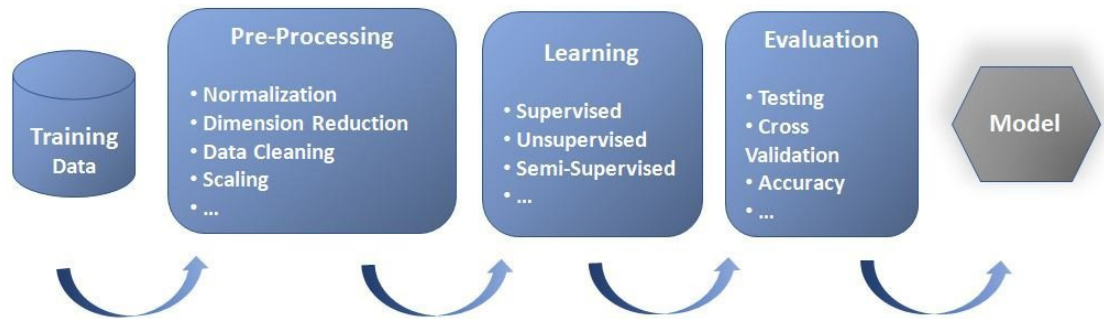 Training
Data
Pre-Processing
• Normalization
• Dimension Reduction
• Data Cleaning
• Scaling
• ...
Learning
• Supervised
• Unsupervised
• Semi-Supervised
• ...
Evaluation
• Testing
• Cross
Validation
• Accuracy
• ...
Model